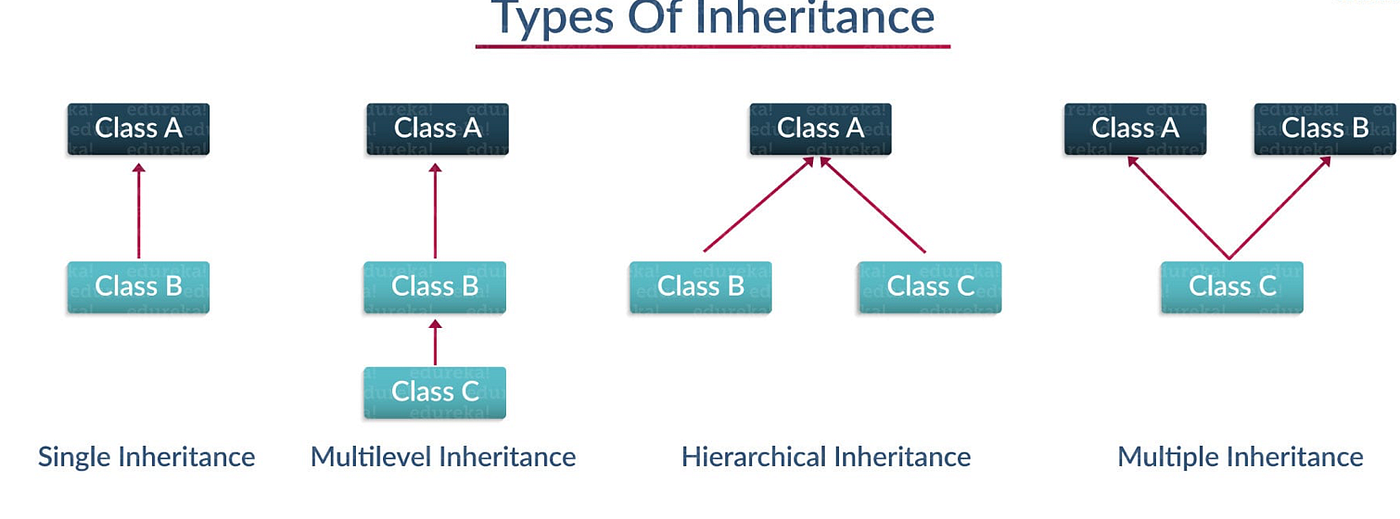 Types Of Inheritance
Class A
Class B
Single Inheritance
Class A
Class B
Class C
Multilevel Inheritance
Class A
Class B
Class C
Hierarchical Inheritance
Class A
Class B
Class C
Multiple Inheritance